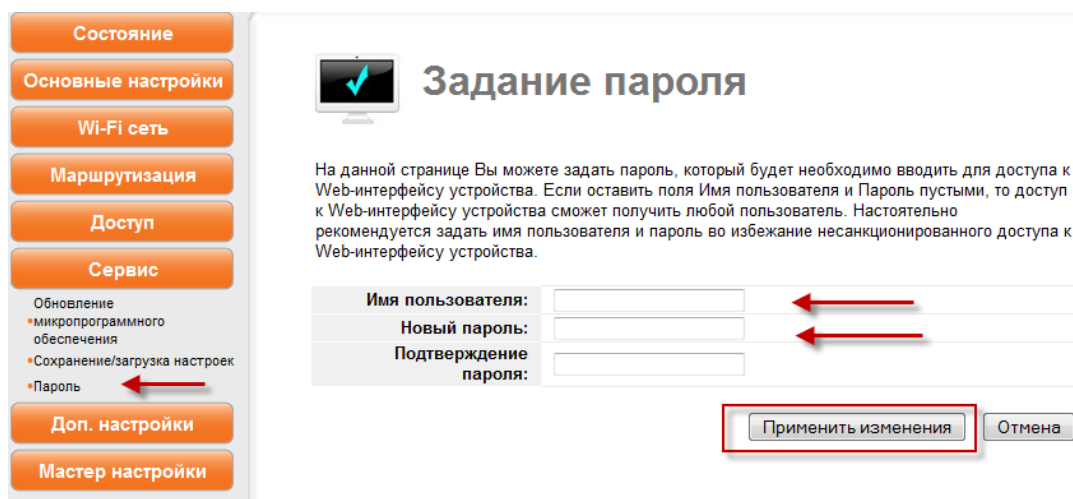 Состояние
Основные настройки
Wi-Fi сеть
Маршрутизация
Доступ
Сервис
Обновление
•микропрограммного
обеспечения
•Сохранение/загрузка настроек
•Пароль
Доп. настройки
Мастер настройки
Задание пароля
На данной странице Вы можете задать пароль, который будет необходимо вводить для доступа к
Web-интерфейсу устройства. Если оставить поля Имя пользователя и Пароль пустыми, то доступ
к Web-интерфейсу устройства сможет получить любой пользователь. Настоятельно
рекомендуется задать имя пользователя и пароль во избежание несанкционированного доступа к
Web-интерфейсу устройства.
Имя пользователя:
Новый пароль:
Подтверждение
пароля:
Применить изменения
Отмена